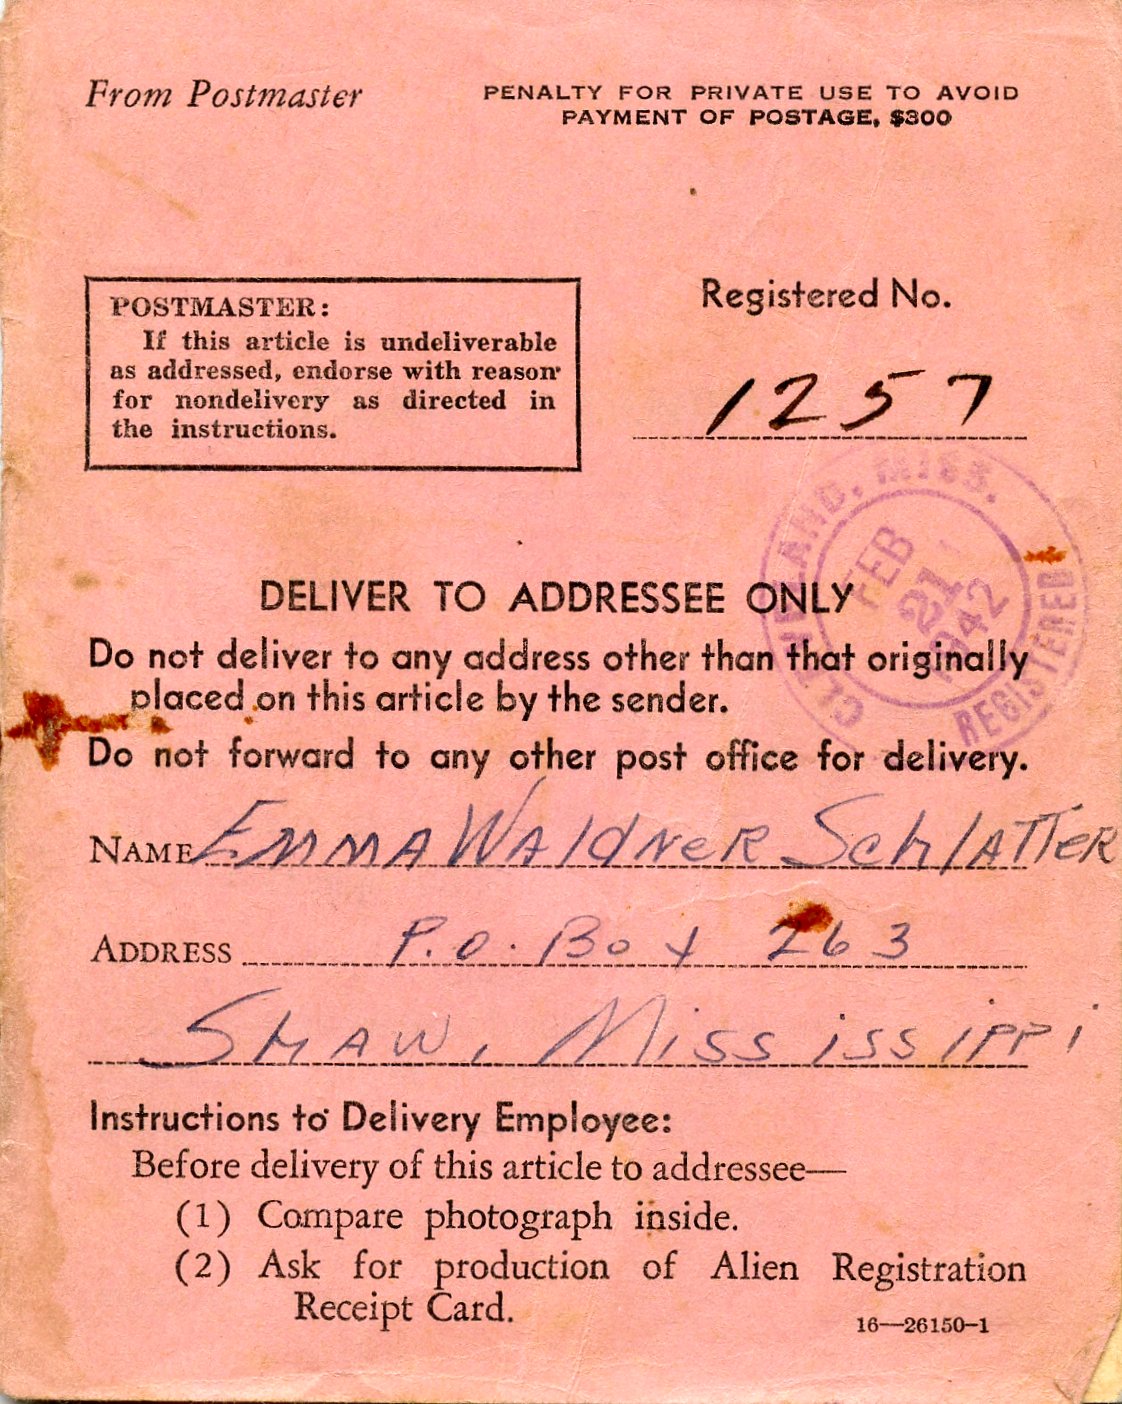 From Postmaster
PENALTY FOR PRIVATE USE TO AVOID
PAYMENT OF POSTAGE, $300
POSTMASTER:
If this article is undeliverable
as addressed, endorse with reason
for nondelivery as directed in
the instructions.
Registered No.
1257
CLEVELAND, MISS.
FEB
21
1942
REGISTERED
DELIVER TO ADDRESSEE ONLY
Do not deliver to any address other than that originally
placed on this article by the sender.
Do not forward to any other post office for delivery.
NAME EMMA WAldNeR SchlATTeR
ADDRESS P.O. Box 263
SHAW, Mississippi
Instructions to Delivery Employee:
Before delivery of this article to addressee—
(1) Compare photograph inside.
(2) Ask for production of Alien Registration
Receipt Card.
16—26150-1